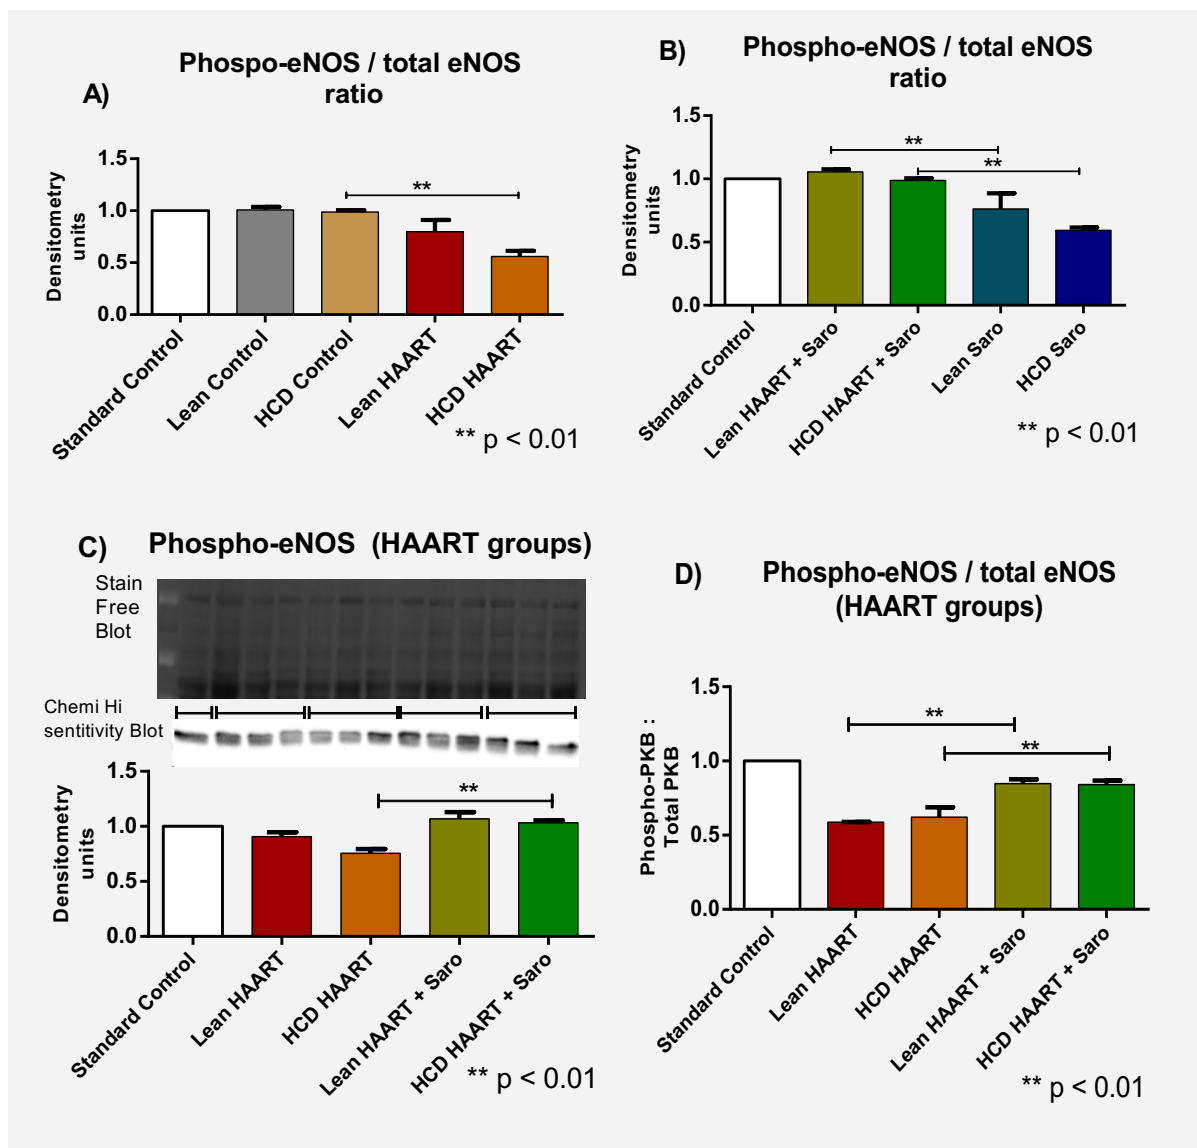 A)
Phospo-eNOS / total eNOS
ratio
Densitometry
units
1.5
1.0
0.5
0.0
**
Standard Control
Lean Control
HCD Control
Lean HAART
HCD HAART
** p < 0.01
B)
Phospho-eNOS / total eNOS
ratio
Densitometry
units
1.5
1.0
0.5
0.0
**
**
Standard Control
Lean HAART + Saro
HCD HAART + Saro
Lean Saro
HCD Saro
** p < 0.01
C)
Phospho-eNOS (HAART groups)
Stain
Free
Blot
Chemi Hi
sentitivity Blot
Densitometry
units
1.5
1.0
0.5
0.0
**
Standard Control
Lean HAART
HCD HAART
Lean HAART + Saro
HCD HAART + Saro
** p < 0.01
D)
Phospho-eNOS / total eNOS
(HAART groups)
Phospho-PKB :
Total PKB
1.5
1.0
0.5
0.0
**
**
Standard Control
Lean HAART
HCD HAART
Lean HAART + Saro
HCD HAART + Saro
** p < 0.01